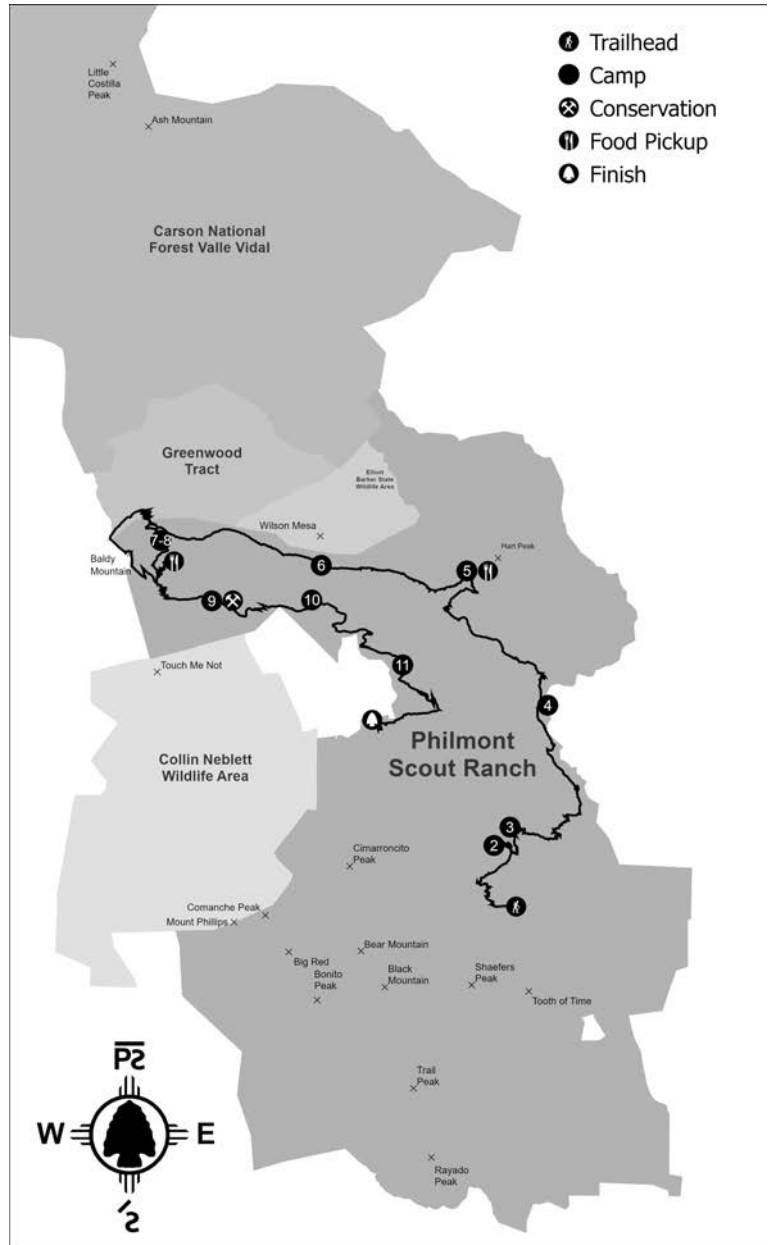 Trailhead
Camp
Conservation
Food Pickup
Finish
Little
Costilla
Peak
Ash Mountain
Carson National
Forest Valle Vidal
Greenwood
Tract
Elliott
Barker State
Wildlife Area
Wilson Mesa
Hart Peak
7-8
Baldy
Mountain
6
5
9
10
11
4
Touch Me Not
Collin Neblett
Wildlife Area
Philmont
Scout Ranch
3
2
Cimarroncito
Peak
Comanche Peak
Mount Phillips
Bear Mountain
Big Red
Bonito
Peak
Black
Mountain
Shaefers
Peak
Tooth of Time
Trail
Peak
Rayado
Peak
W
E